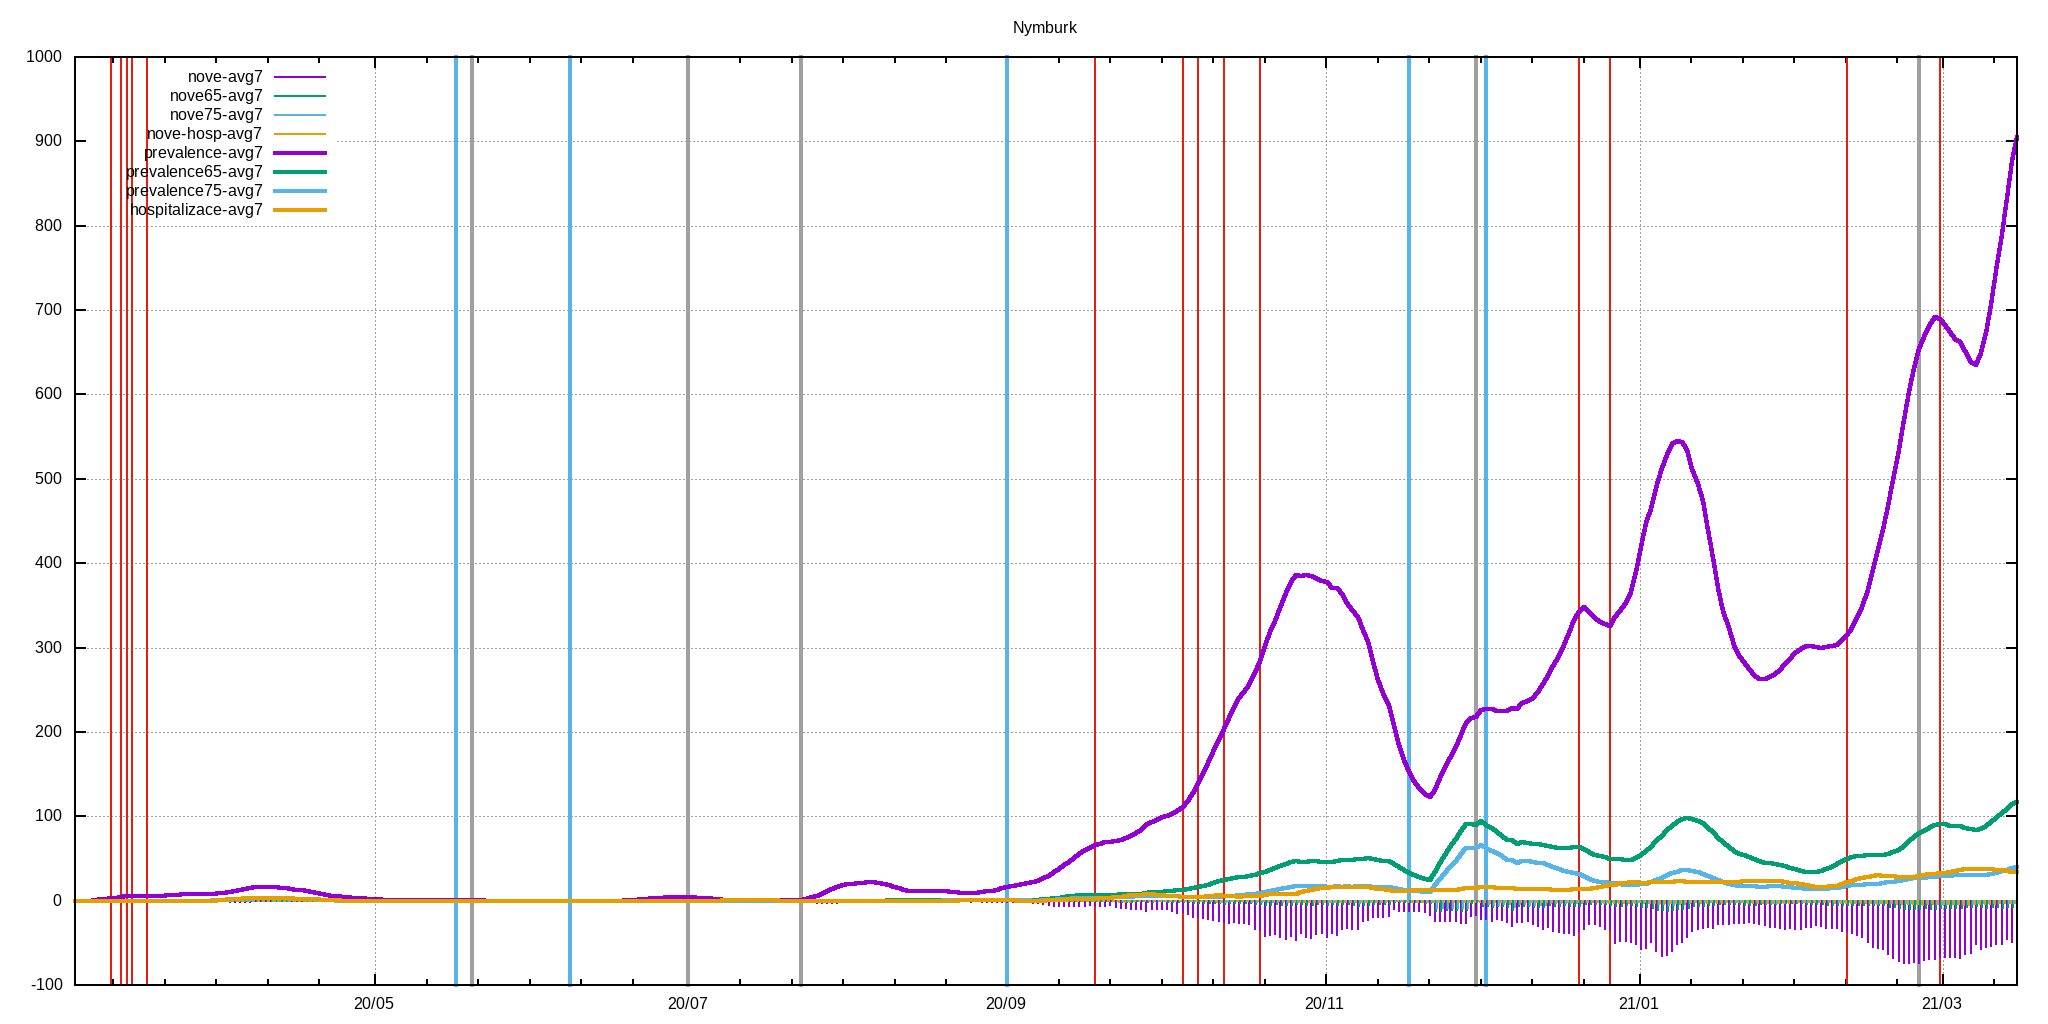 Nymburk
1000
900
800
700
600
500
400
300
200
100
0
-100
nove-avg7
nove65-avg7
nove75-avg7
nove-hosp-avg7
prevalence-avg7
prevalence65-avg7
prevalence75-avg7
hospitalizace-avg7
20/05
20/07
20/09
20/11
21/01
21/03